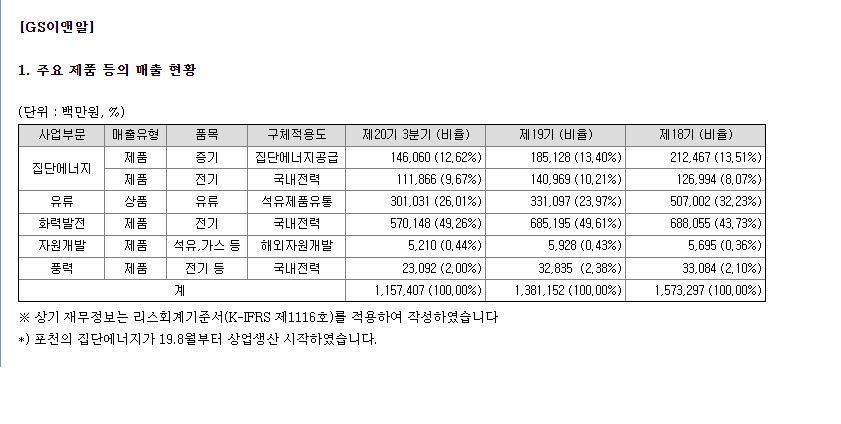 [GS이앤알]
1. 주요 제품 등의 매출 현황
(단위 : 백만원, %)
사업부문 매출유형 품목 구체적용도 제20기 3분기 (비율) 제19기 (비율) 제18기 (비율)
집단에너지 제품 증기 집단에너지공급 146,060 (12,62%) 185,128 (13,40%) 212,467 (13,51%)
제품 전기 국내전력 111,866 (9,67%) 140,969 (10,21%) 126,994 (8,07%)
유류 상품 유류 석유제품유통 301,031 (26,01%) 331,097 (23,97%) 507,002 (32,23%)
화력발전 제품 전기 국내전력 570,148 (49,26%) 685,195 (49,61%) 688,055 (43,73%)
자원개발 제품 석유,가스 등 해외자원개발 5,210 (0,44%) 5,928 (0,43%) 5,695 (0,36%)
풍력 제품 전기 등 국내전력 23,092 (2,00%) 32,835 (2,38%) 33,084 (2,10%)
계 1,157,407 (100,00%) 1,381,152 (100,00%) 1,573,297 (100,00%)
※ 상기 재무정보는 리스회계기준서(K-IFRS 제1116호)를 적용하여 작성하였습니다
*) 포천의 집단에너지가 19.8월부터 상업생산 시작하였습니다.